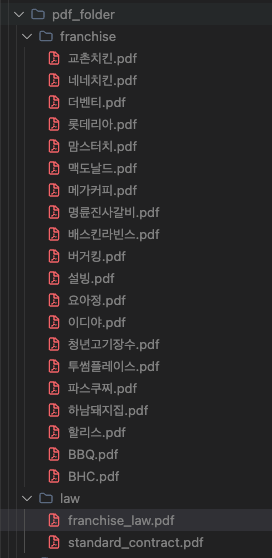 pdf_folder
franchise
교촌치킨.pdf
네네치킨.pdf
더벤티.pdf
롯데리아.pdf
맘스터치.pdf
맥도날드.pdf
메가커피.pdf
명륜진사갈비.pdf
배스킨라빈스.pdf
버거킹.pdf
설빙.pdf
요아정.pdf
이디야.pdf
청년고기장수.pdf
투썸플레이스.pdf
파스쿠찌.pdf
하남돼지집.pdf
할리스.pdf
BBQ.pdf
BHC.pdf
law
franchise_law.pdf
standard_contract.pdf